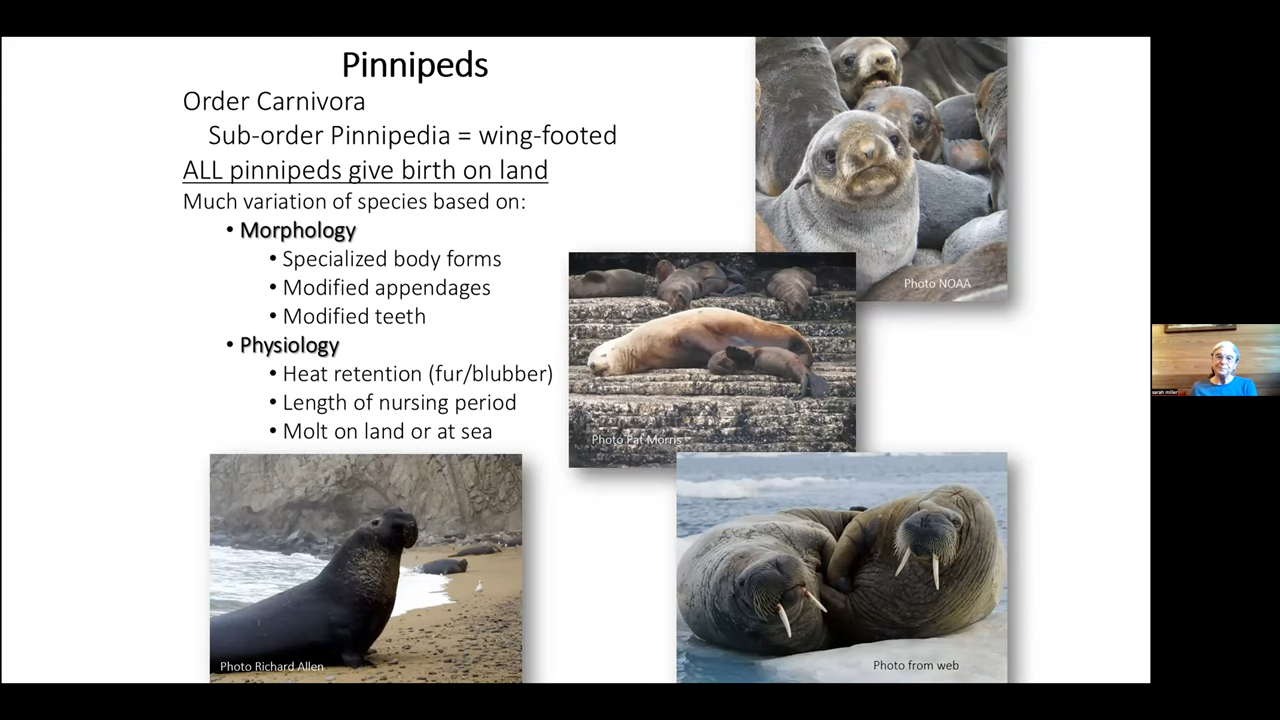 Pinnipeds
Order Carnivora
Sub-order Pinnipedia = wing-footed
ALL pinnipeds give birth on land
Much variation of species based on:
• Morphology
• Specialized body forms
• Modified appendages
• Modified teeth
• Physiology
• Heat retention (fur/blubber)
• Length of nursing period
• Molt on land or at sea
Photo NOAA
Photo Pat Morris
Photo Richard Allen
Photo from web
sarah miller